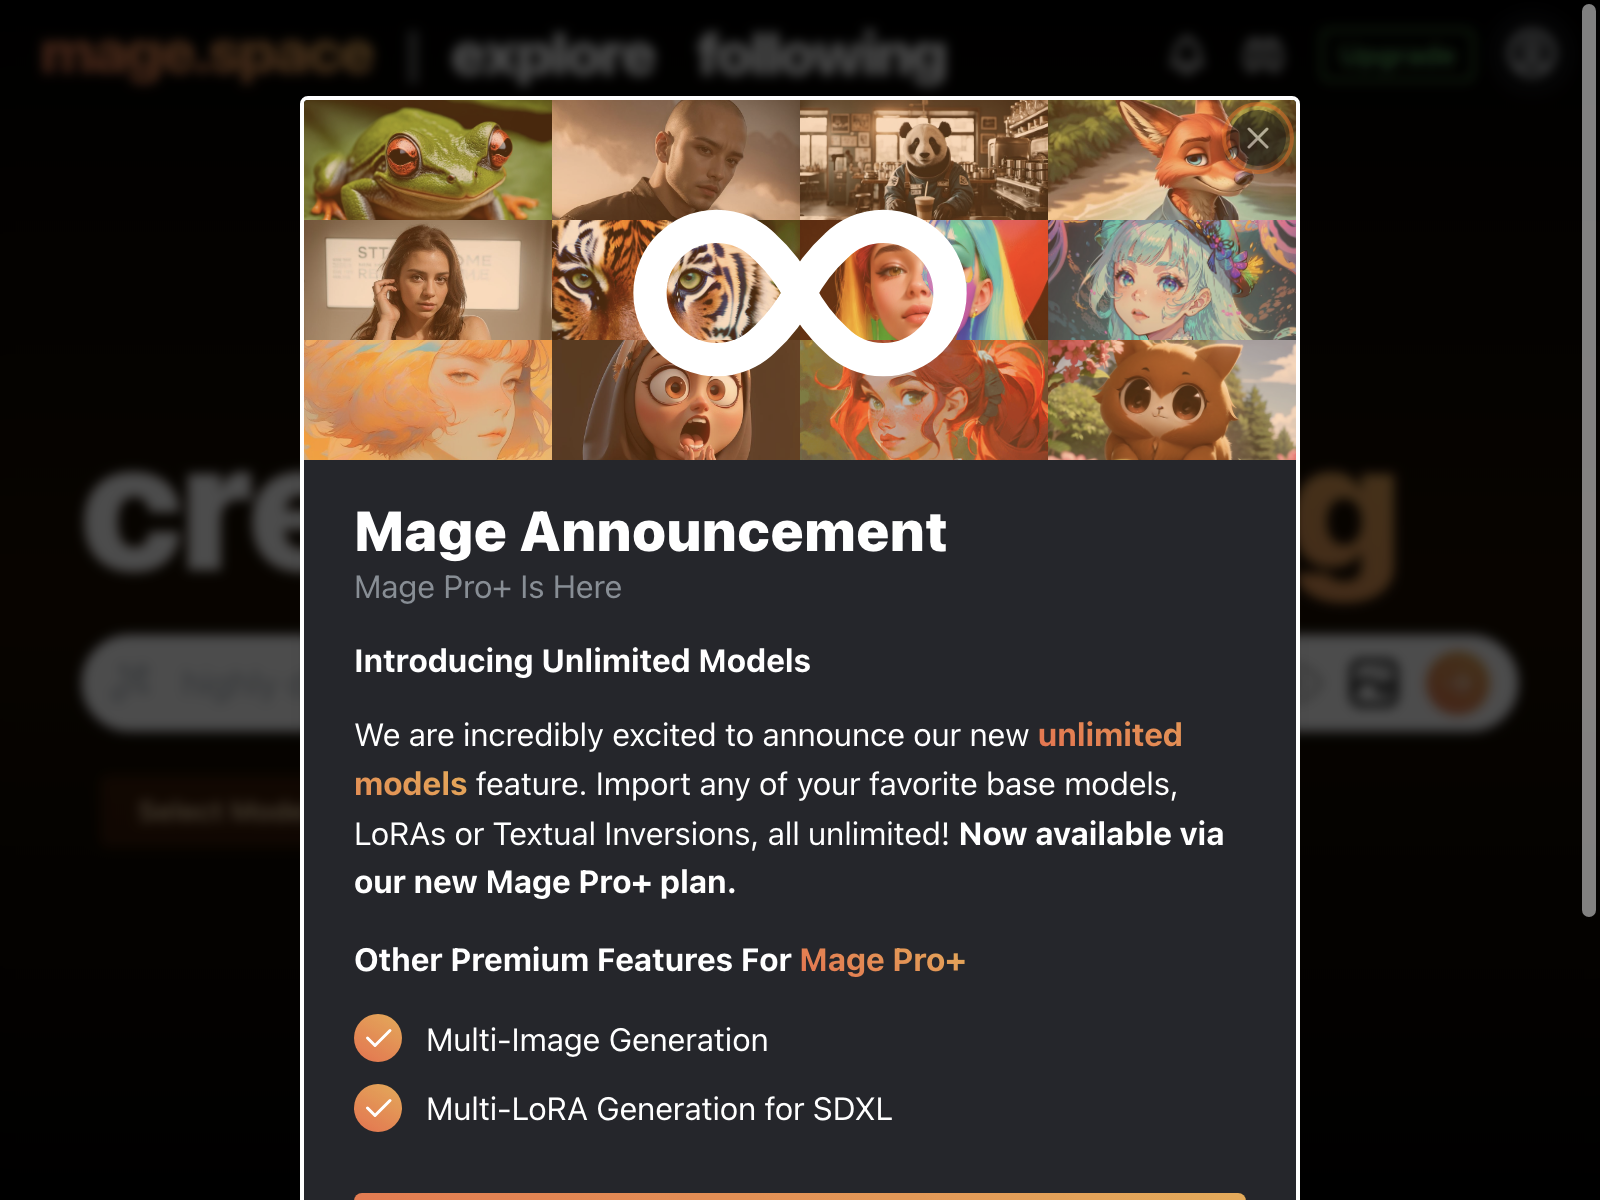 mage.space | explore following
Upgrade
Mage Announcement
Mage Pro+ Is Here
Introducing Unlimited Models
We are incredibly excited to announce our new unlimited
models feature. Import any of your favorite base models,
LoRAs or Textual Inversions, all unlimited! Now available via
our new Mage Pro+ plan.
Other Premium Features For Mage Pro+
Multi-Image Generation
Multi-LoRA Generation for SDXL